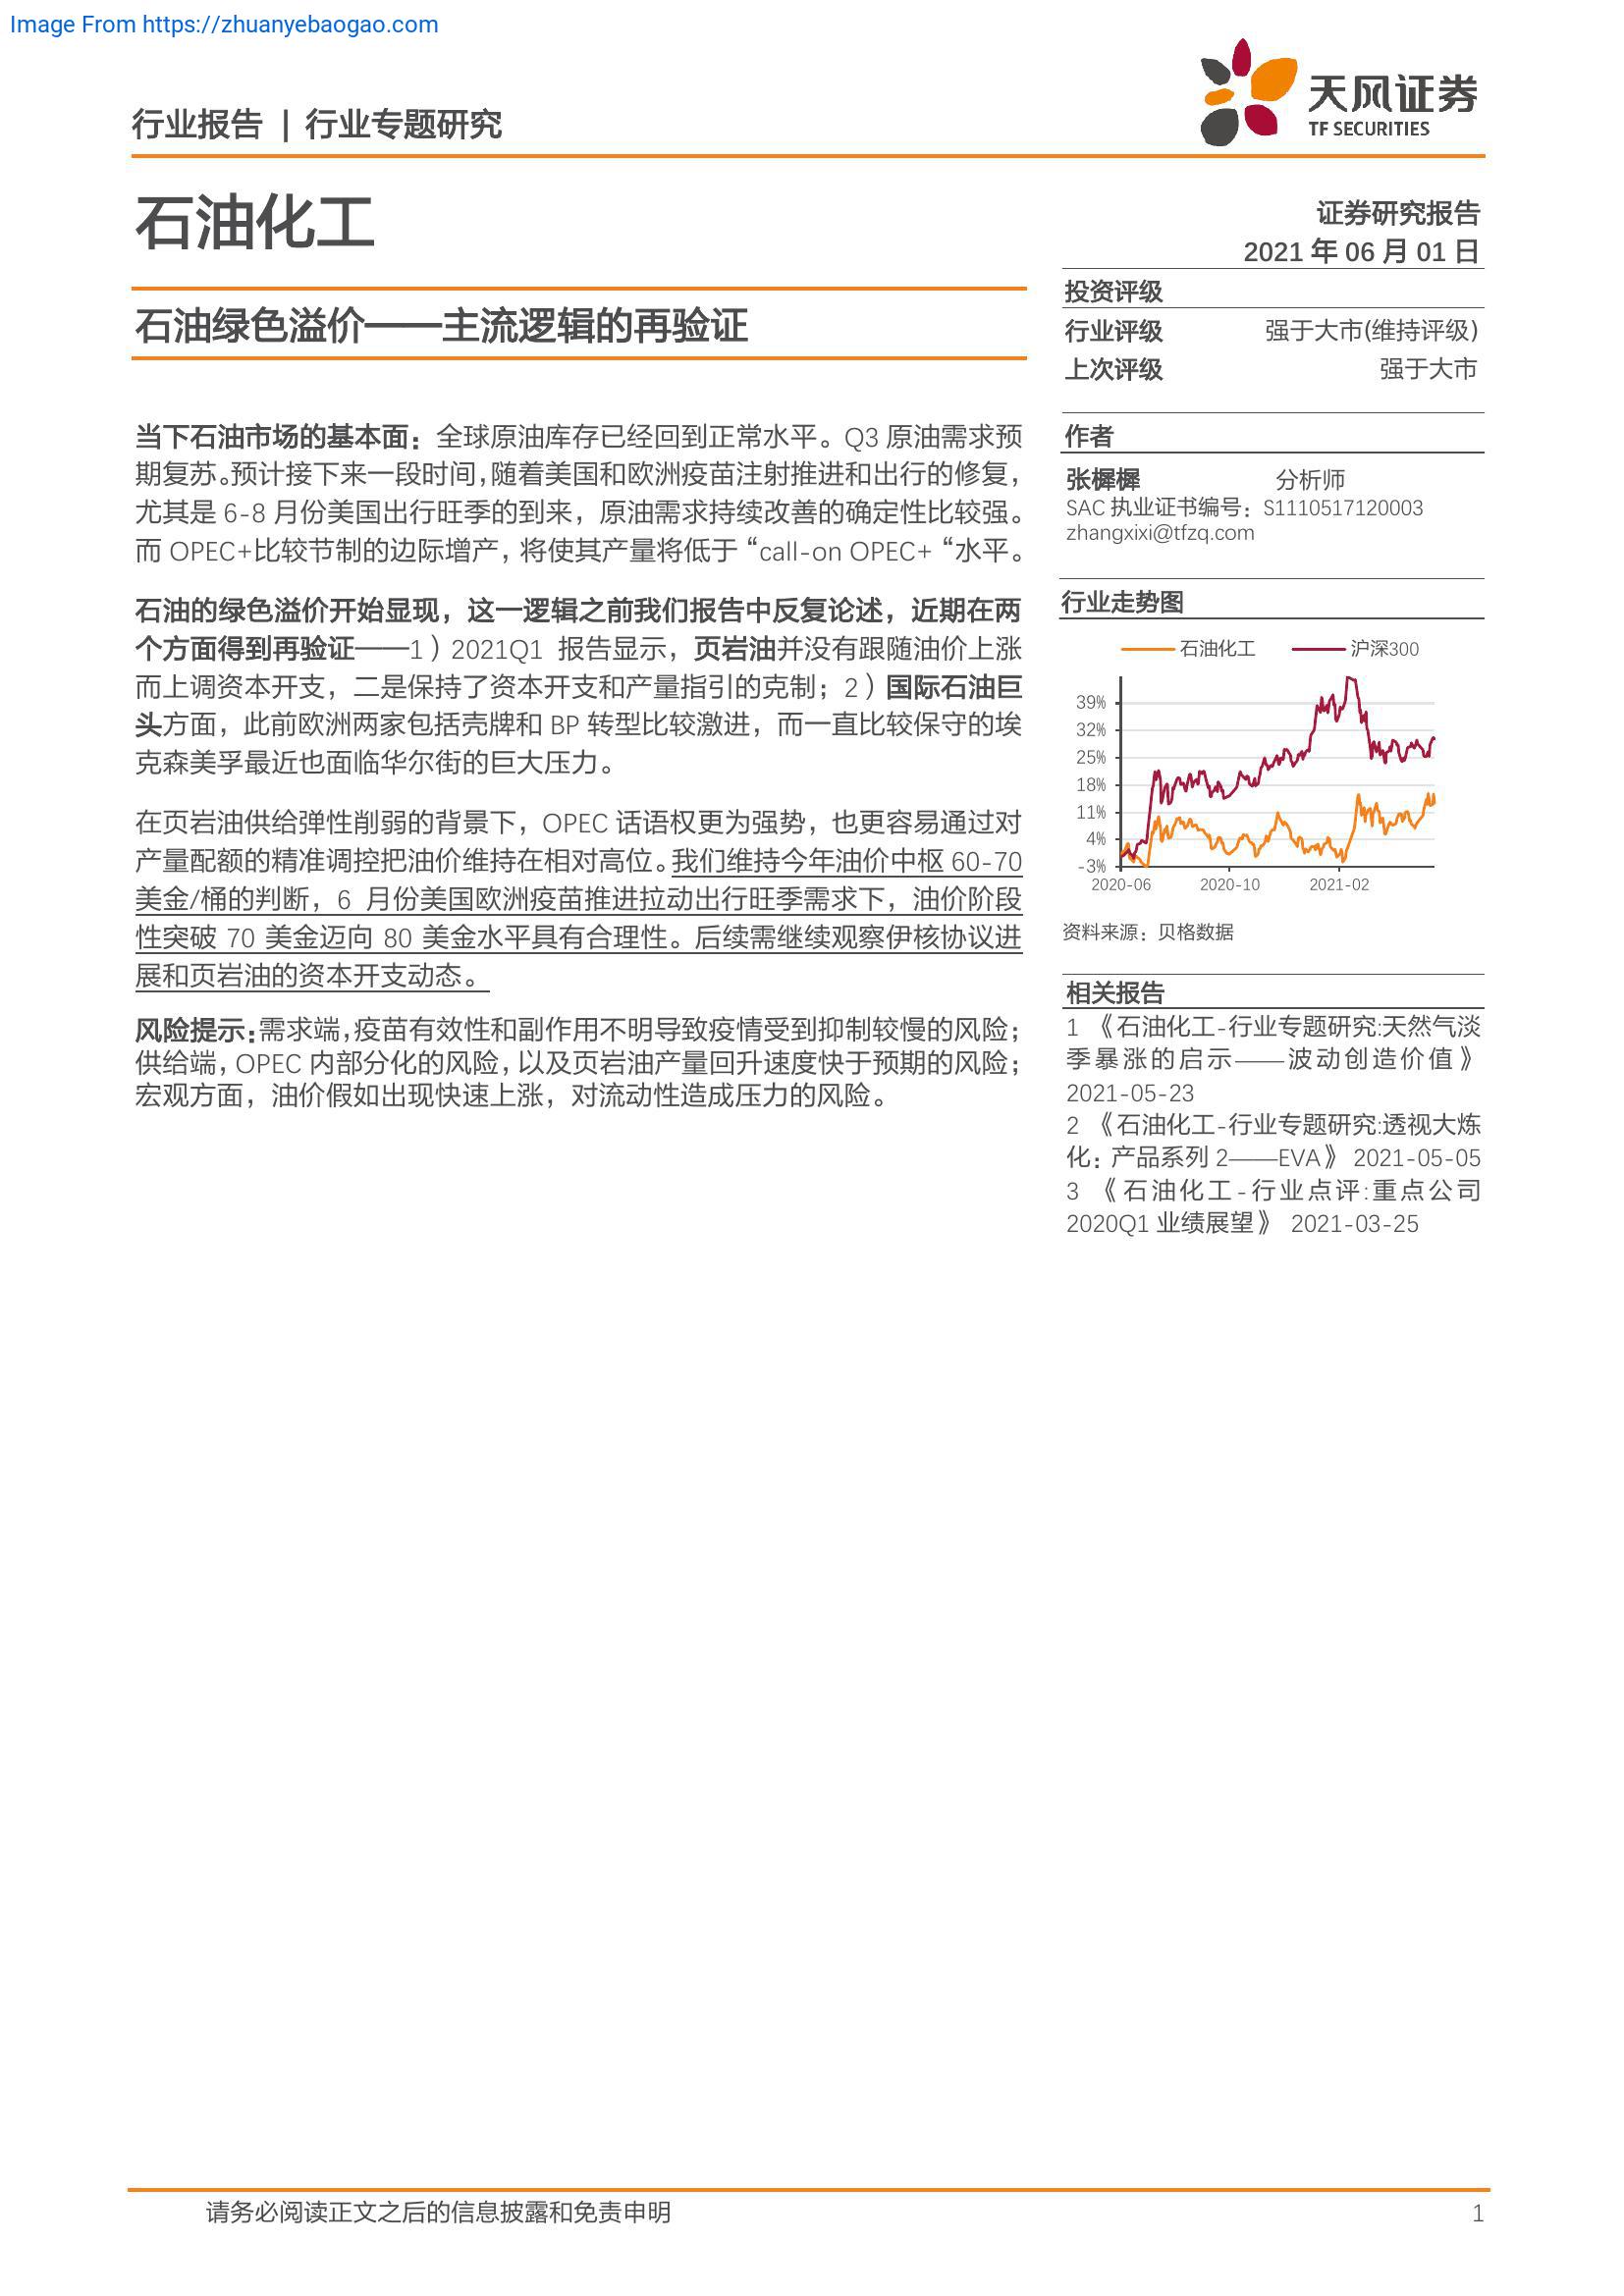 Image From https://zhuanyebaogao.com
行业报告 | 行业专题研究
天风证券
TF SECURITIES
石油化工
证券研究报告
2021 年 06 月 01 日
石油绿色溢价——主流逻辑的再验证
当下石油市场的基本面：全球原油库存已经回到正常水平。Q3 原油需求预
期复苏。预计接下来一段时间，随着美国和欧洲疫苗注射推进和出行的修复，
尤其是 6-8 月份美国出行旺季的到来，原油需求持续改善的确定性比较强。
而 OPEC+比较节制的边际增产，将使其产量将低于 “call-on OPEC+ “水平。
石油的绿色溢价开始显现，这一逻辑之前我们报告中反复论述，近期在两
个方面得到再验证——1）2021Q1 报告显示，页岩油并没有跟随油价上涨
而上调资本开支，二是保持了资本开支和产量指引的克制；2）国际石油巨
头方面，此前欧洲两家包括壳牌和 BP 转型比较激进，而一直比较保守的埃
克森美孚最近也面临华尔街的巨大压力。
在页岩油供给弹性削弱的背景下，OPEC 话语权更为强势，也更容易通过对
产量配额的精准调控把油价维持在相对高位。我们维持今年油价中枢 60-70
美金/桶的判断，6 月份美国欧洲疫苗推进拉动出行旺季需求下，油价阶段
性突破 70 美金迈向 80 美金水平具有合理性。后续需继续观察伊核协议进
展和页岩油的资本开支动态。
风险提示：需求端，疫苗有效性和副作用不明导致疫情受到抑制较慢的风险；
供给端，OPEC 内部分化的风险，以及页岩油产量回升速度快于预期的风险；
宏观方面，油价假如出现快速上涨，对流动性造成压力的风险。
投资评级
行业评级 强于大市(维持评级)
上次评级 强于大市
作者
张樨樨 分析师
SAC 执业证书编号：S1110517120003
zhangxixi@tfzq.com
行业走势图
石油化工 沪深300
39%
32%
25%
18%
11%
4%
-3%
2020-06 2020-10 2021-02
资料来源：贝格数据
相关报告
1 《石油化工-行业专题研究:天然气淡
季暴涨的启示——波动创造价值》
2021-05-23
2 《石油化工-行业专题研究:透视大炼
化：产品系列 2——EVA》 2021-05-05
3 《石油化工-行业点评:重点公司
2020Q1 业绩展望》 2021-03-25
请务必阅读正文之后的信息披露和免责申明 1